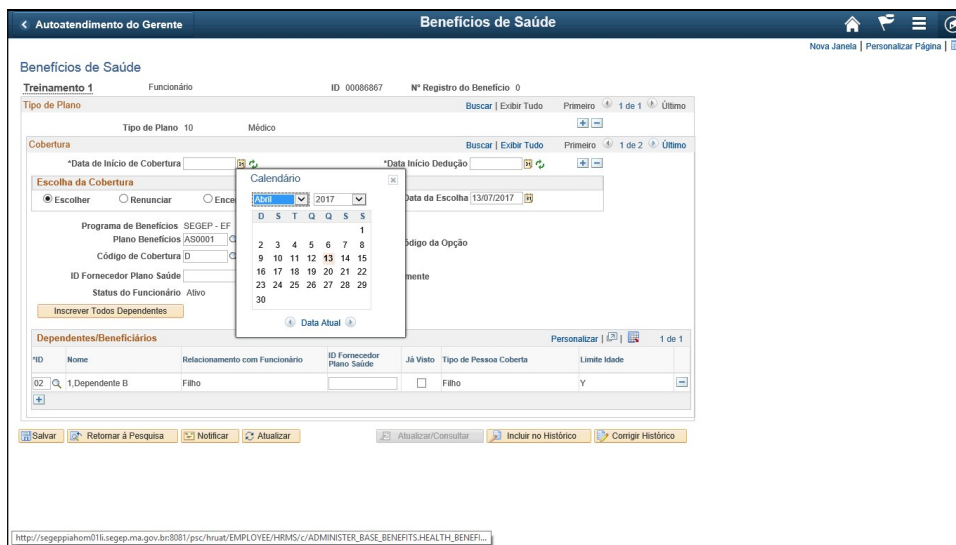 Autoatendimento do Gerente
Benefícios de Saúde
Nova Janela | Personalizar Página |
Benefícios de Saúde
Treinamento 1 Funcionário ID 00086867 Nº Registro do Benefício 0
Tipo de Plano Buscar | Exibir Tudo Primeiro 1 de 1 Último
Tipo de Plano 10 Médico
Cobertura Buscar | Exibir Tudo Primeiro 1 de 2 Último
*Data de Início de Cobertura *Data Início Dedução
Escolha da Cobertura
Escolher Renunciar Ence Data da Escolha 13/07/2017
Programa de Benefícios SEGEP - EF
Plano Benefícios AS0001 ódigo da Opção
Código de Cobertura D
ID Fornecedor Plano Saúde mente
Status do Funcionário Ativo
Inscrever Todos Dependentes
Calendário
Abril 2017
D S T Q Q S S
1
2 3 4 5 6 7 8
9 10 11 12 13 14 15
16 17 18 19 20 21 22
23 24 25 26 27 28 29
30
Data Atual
Dependentes/Beneficiários Personalizar | | 1 de 1
*ID Nome Relacionamento com Funcionário ID Fornecedor Plano Saúde Já Visto Tipo de Pessoa Coberta Limite Idade
02 1,Dependente B Filho Filho Y
Salvar Retornar à Pesquisa Notificar Atualizar Atualizar/Consultar Incluir no Histórico Corrigir Histórico
http://segeppiahom01li.segep.ma.gov.br:8081/psc/hruat/EMPLOYEE/HRMS/c/ADMINISTER_BASE_BENEFITS.HEALTH_BENEFI...